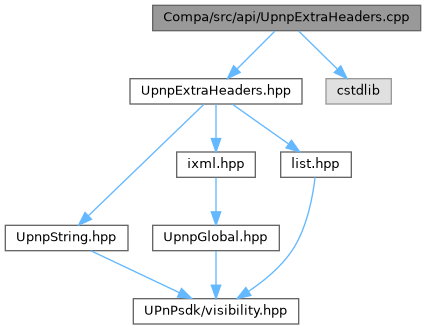 Compa/src/api/UpnpExtraHeaders.cpp
UpnpExtraHeaders.hpp
cstdlib
ixml.hpp
list.hpp
UpnpString.hpp
UpnpGlobal.hpp
UPnPsdk/visibility.hpp